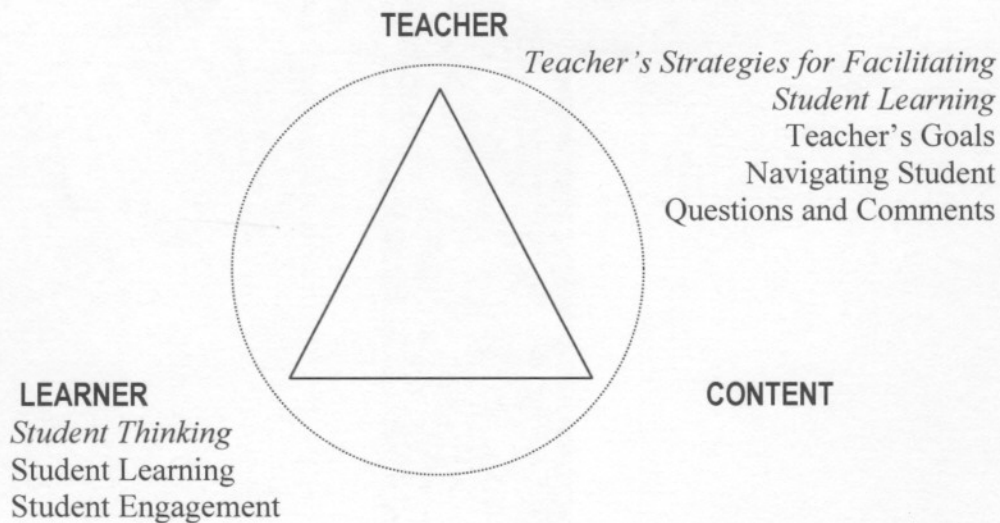 TEACHER
Teacher's Strategies for Facilitating
Student Learning
Teacher's Goals
Navigating Student
Questions and Comments
LEARNER
Student Thinking
Student Learning
Student Engagement
CONTENT